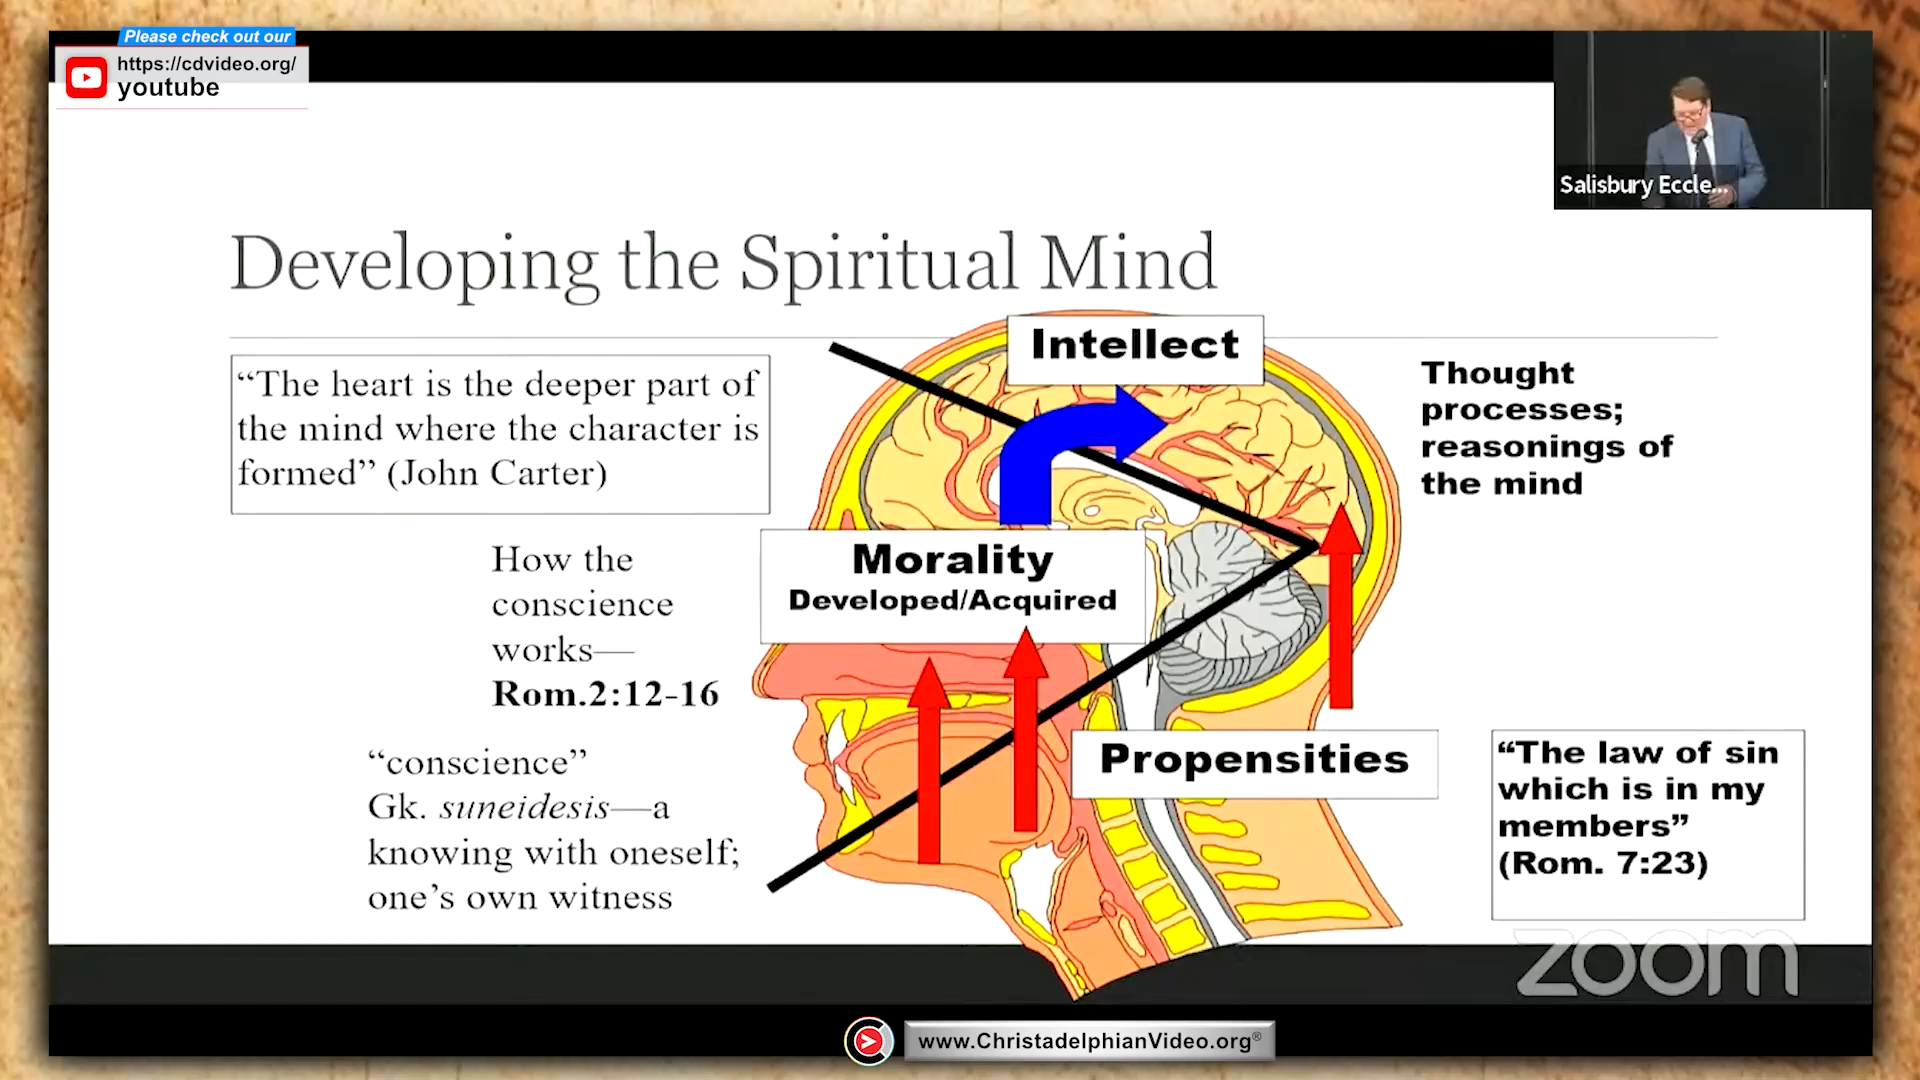 Please check out our
https://cdvideo.org/
youtube
Salisbury Eccle...
Developing the Spiritual Mind
“The heart is the deeper part of
the mind where the character is
formed” (John Carter)
How the
conscience
works—
Rom.2:12-16
“conscience”
Gk. suneidesis—a
knowing with oneself;
one’s own witness
Intellect
Morality
Developed/Acquired
Propensities
Thought
processes;
reasonings of
the mind
“The law of sin
which is in my
members”
(Rom. 7:23)
zoom
www.ChristadelphianVideo.org®